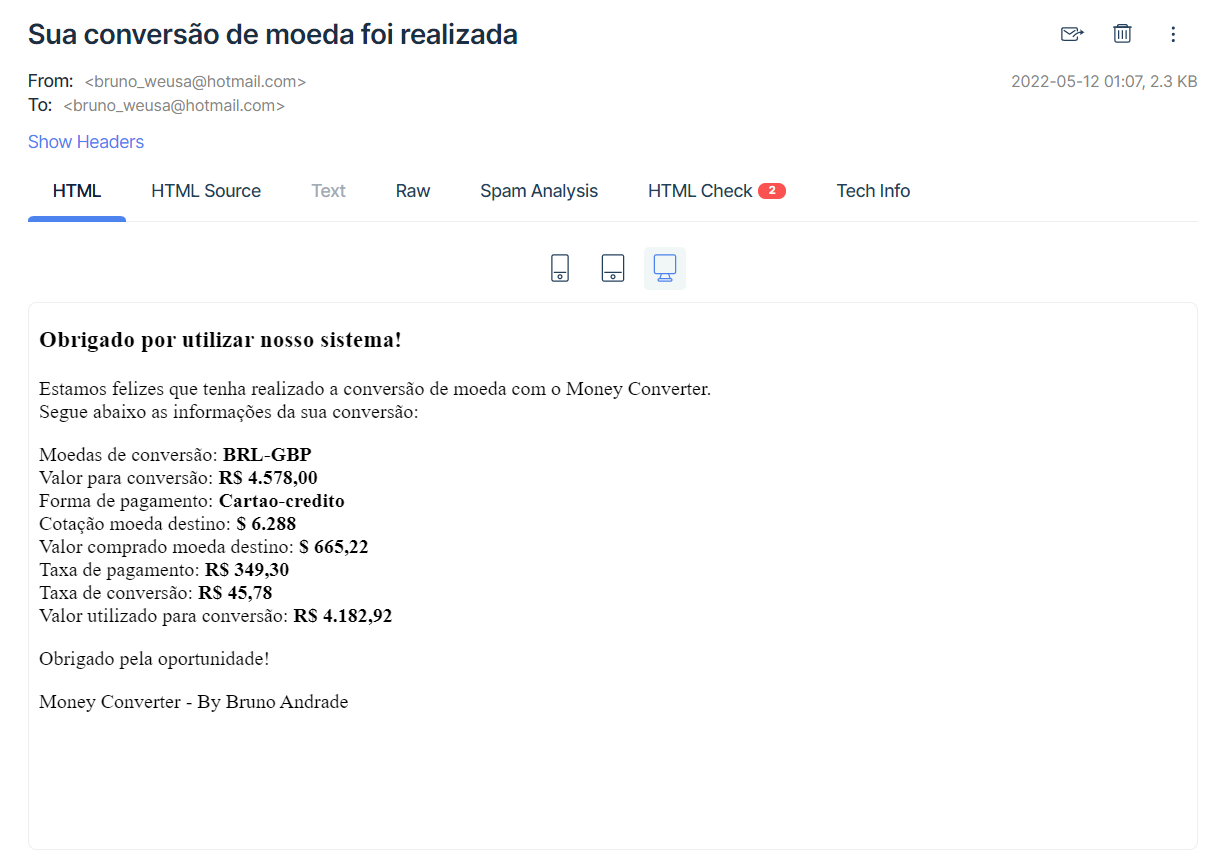 Sua conversão de moeda foi realizada
From: <bruno_weusa@hotmail.com>
2022-05-12 01:07, 2.3 KB
To: <bruno_weusa@hotmail.com>
Show Headers
HTML HTML Source Text Raw Spam Analysis HTML Check 2 Tech Info
Obrigado por utilizar nosso sistema!
Estamos felizes que tenha realizado a conversão de moeda com o Money Converter.
Segue abaixo as informações da sua conversão:
Moedas de conversão: BRL-GBP
Valor para conversão: R$ 4.578,00
Forma de pagamento: Cartao-credito
Cotação moeda destino: $ 6.288
Valor comprado moeda destino: $ 665,22
Taxa de pagamento: R$ 349,30
Taxa de conversão: R$ 45,78
Valor utilizado para conversão: R$ 4.182,92
Obrigado pela oportunidade!
Money Converter - By Bruno Andrade